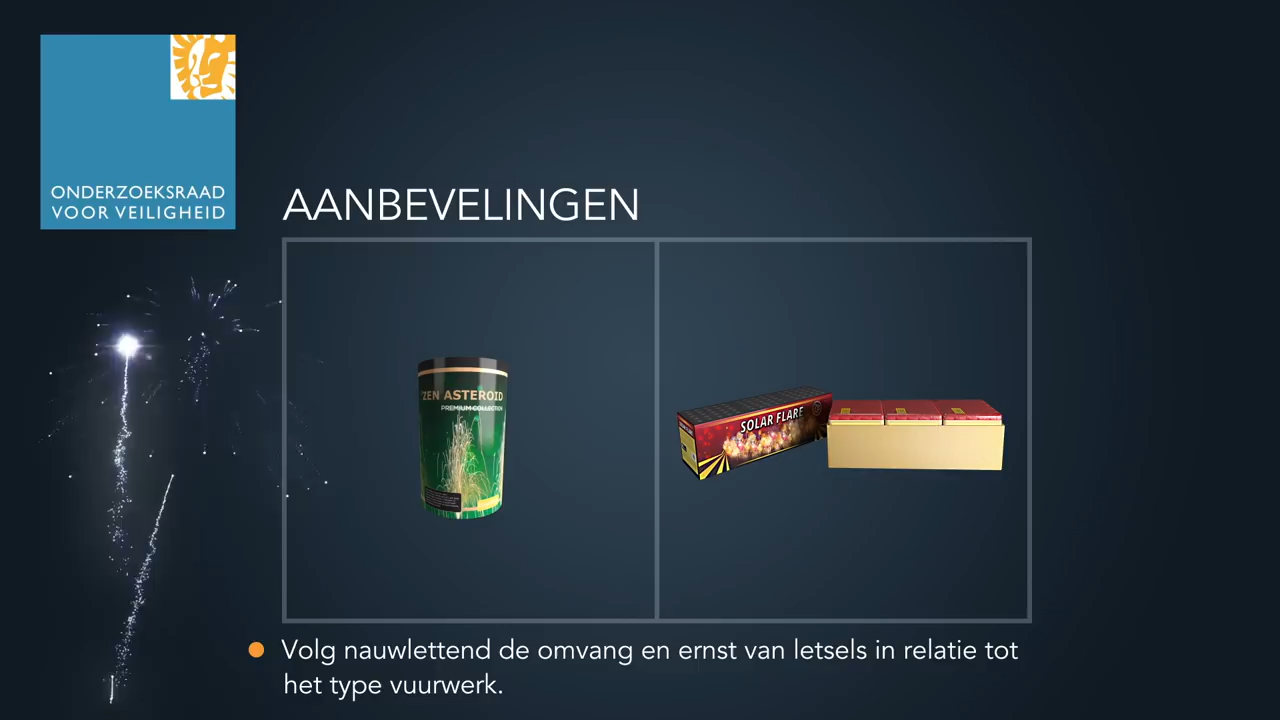 ONDERZOEKSRAAD
VOOR VEILIGHEID
AANBEVELINGEN
ZEN ASTEROID
PREMIUM COLLECTION
SOLAR FLARE
Volg nauwlettend de omvang en ernst van letsels in relatie tot
het type vuurwerk.